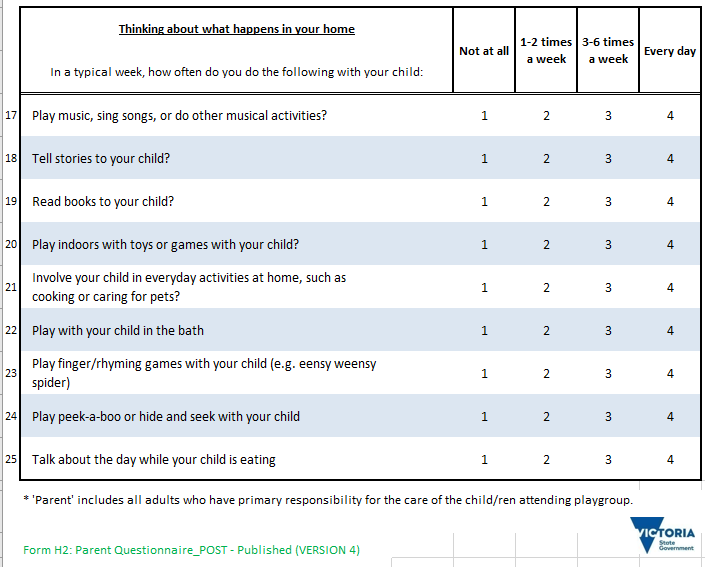 Thinking about what happens in your home
In a typical week, how often do you do the following with your child:
Not at all
1-2 times
a week
3-6 times
a week
Every day
17 Play music, sing songs, or do other musical activities? 1 2 3 4
18 Tell stories to your child? 1 2 3 4
19 Read books to your child? 1 2 3 4
20 Play indoors with toys or games with your child? 1 2 3 4
21 Involve your child in everyday activities at home, such as
cooking or caring for pets? 1 2 3 4
22 Play with your child in the bath 1 2 3 4
23 Play finger/rhyming games with your child (e.g. eensy weensy
spider) 1 2 3 4
24 Play peek-a-boo or hide and seek with your child 1 2 3 4
25 Talk about the day while your child is eating 1 2 3 4
* 'Parent' includes all adults who have primary responsibility for the care of the child/ren attending playgroup.
VICTORIA
State
Government
Form H2: Parent Questionnaire_POST - Published (VERSION 4)